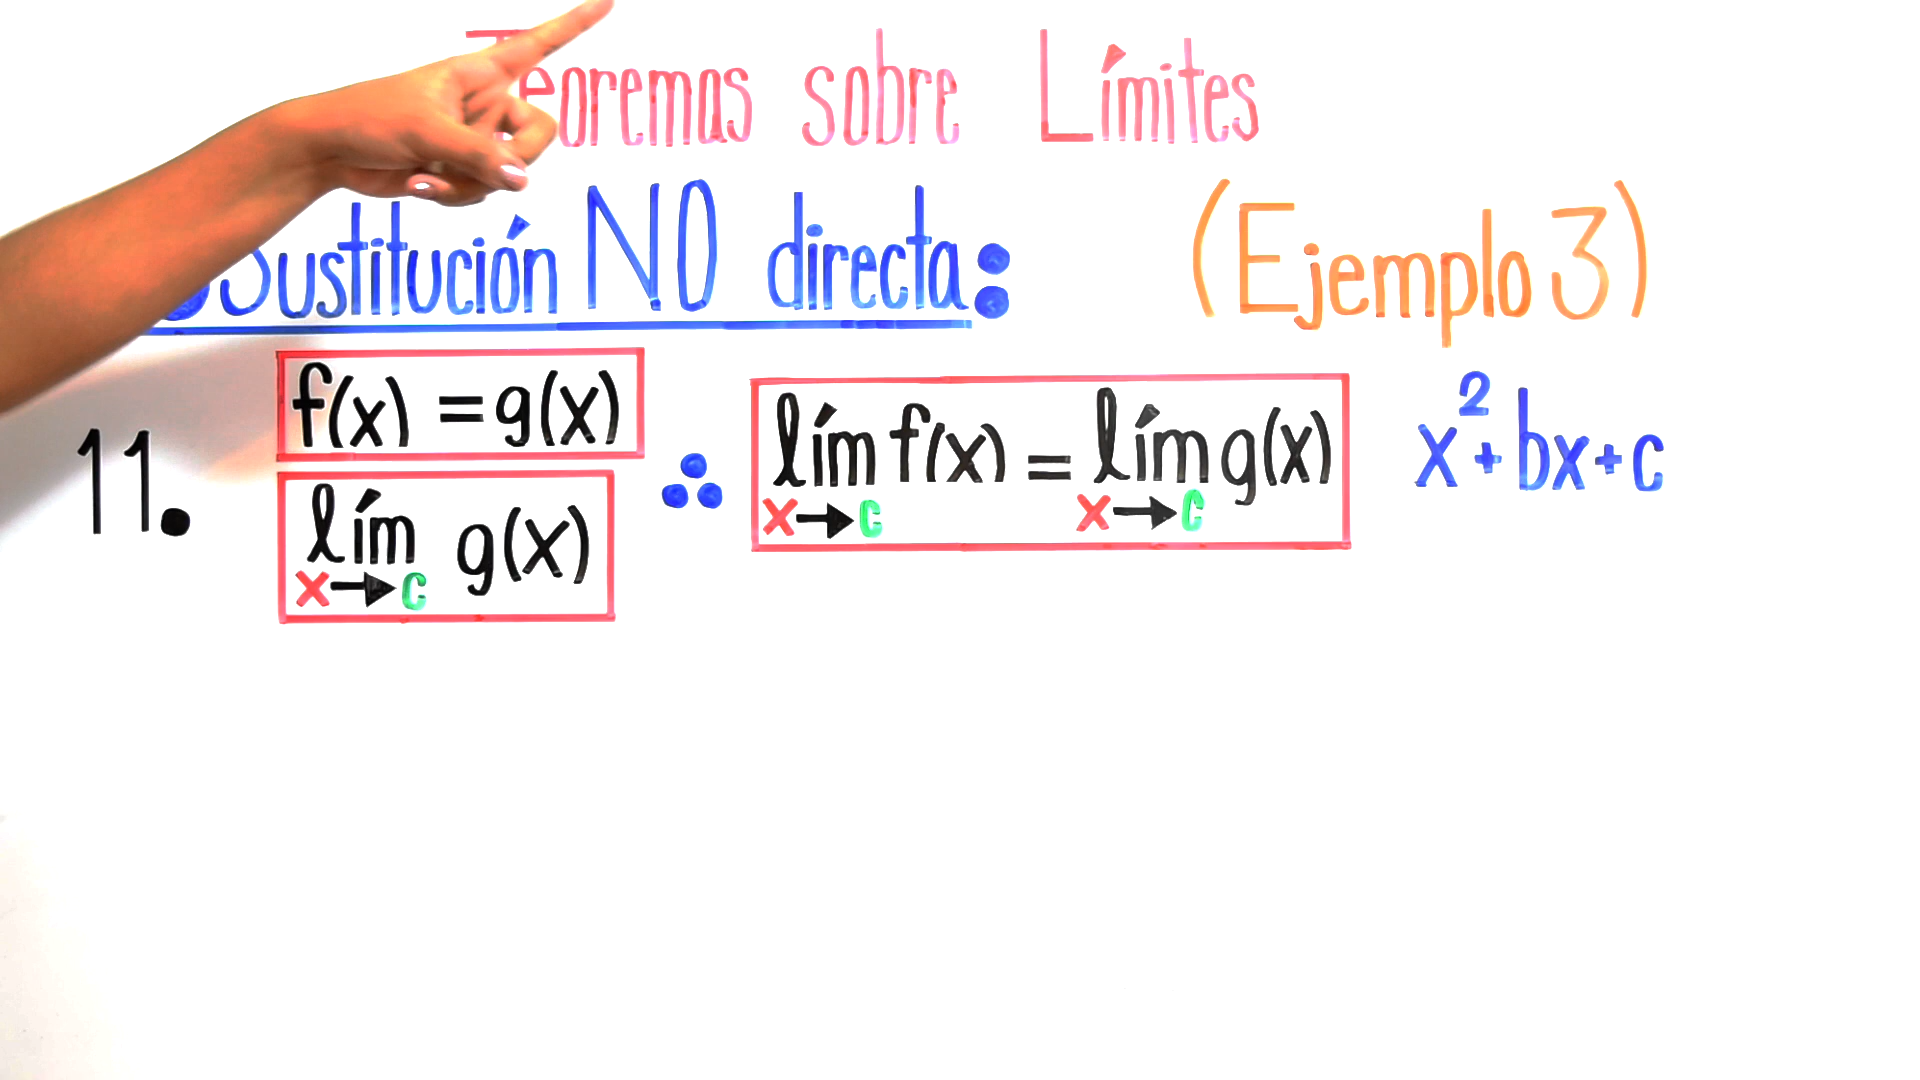 Teoremas sobre Límites
Sustitución NO directa: (Ejemplo 3)
11.
f(x) = g(x)
lím g(x)
x→c
∴
lím f(x) = lím g(x)
x→c x→c
x² + bx + c